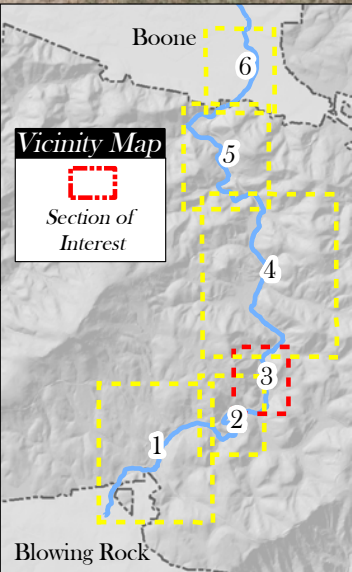 Boone
6
Vicinity Map
Section of
Interest
5
4
3
2
1
Blowing Rock